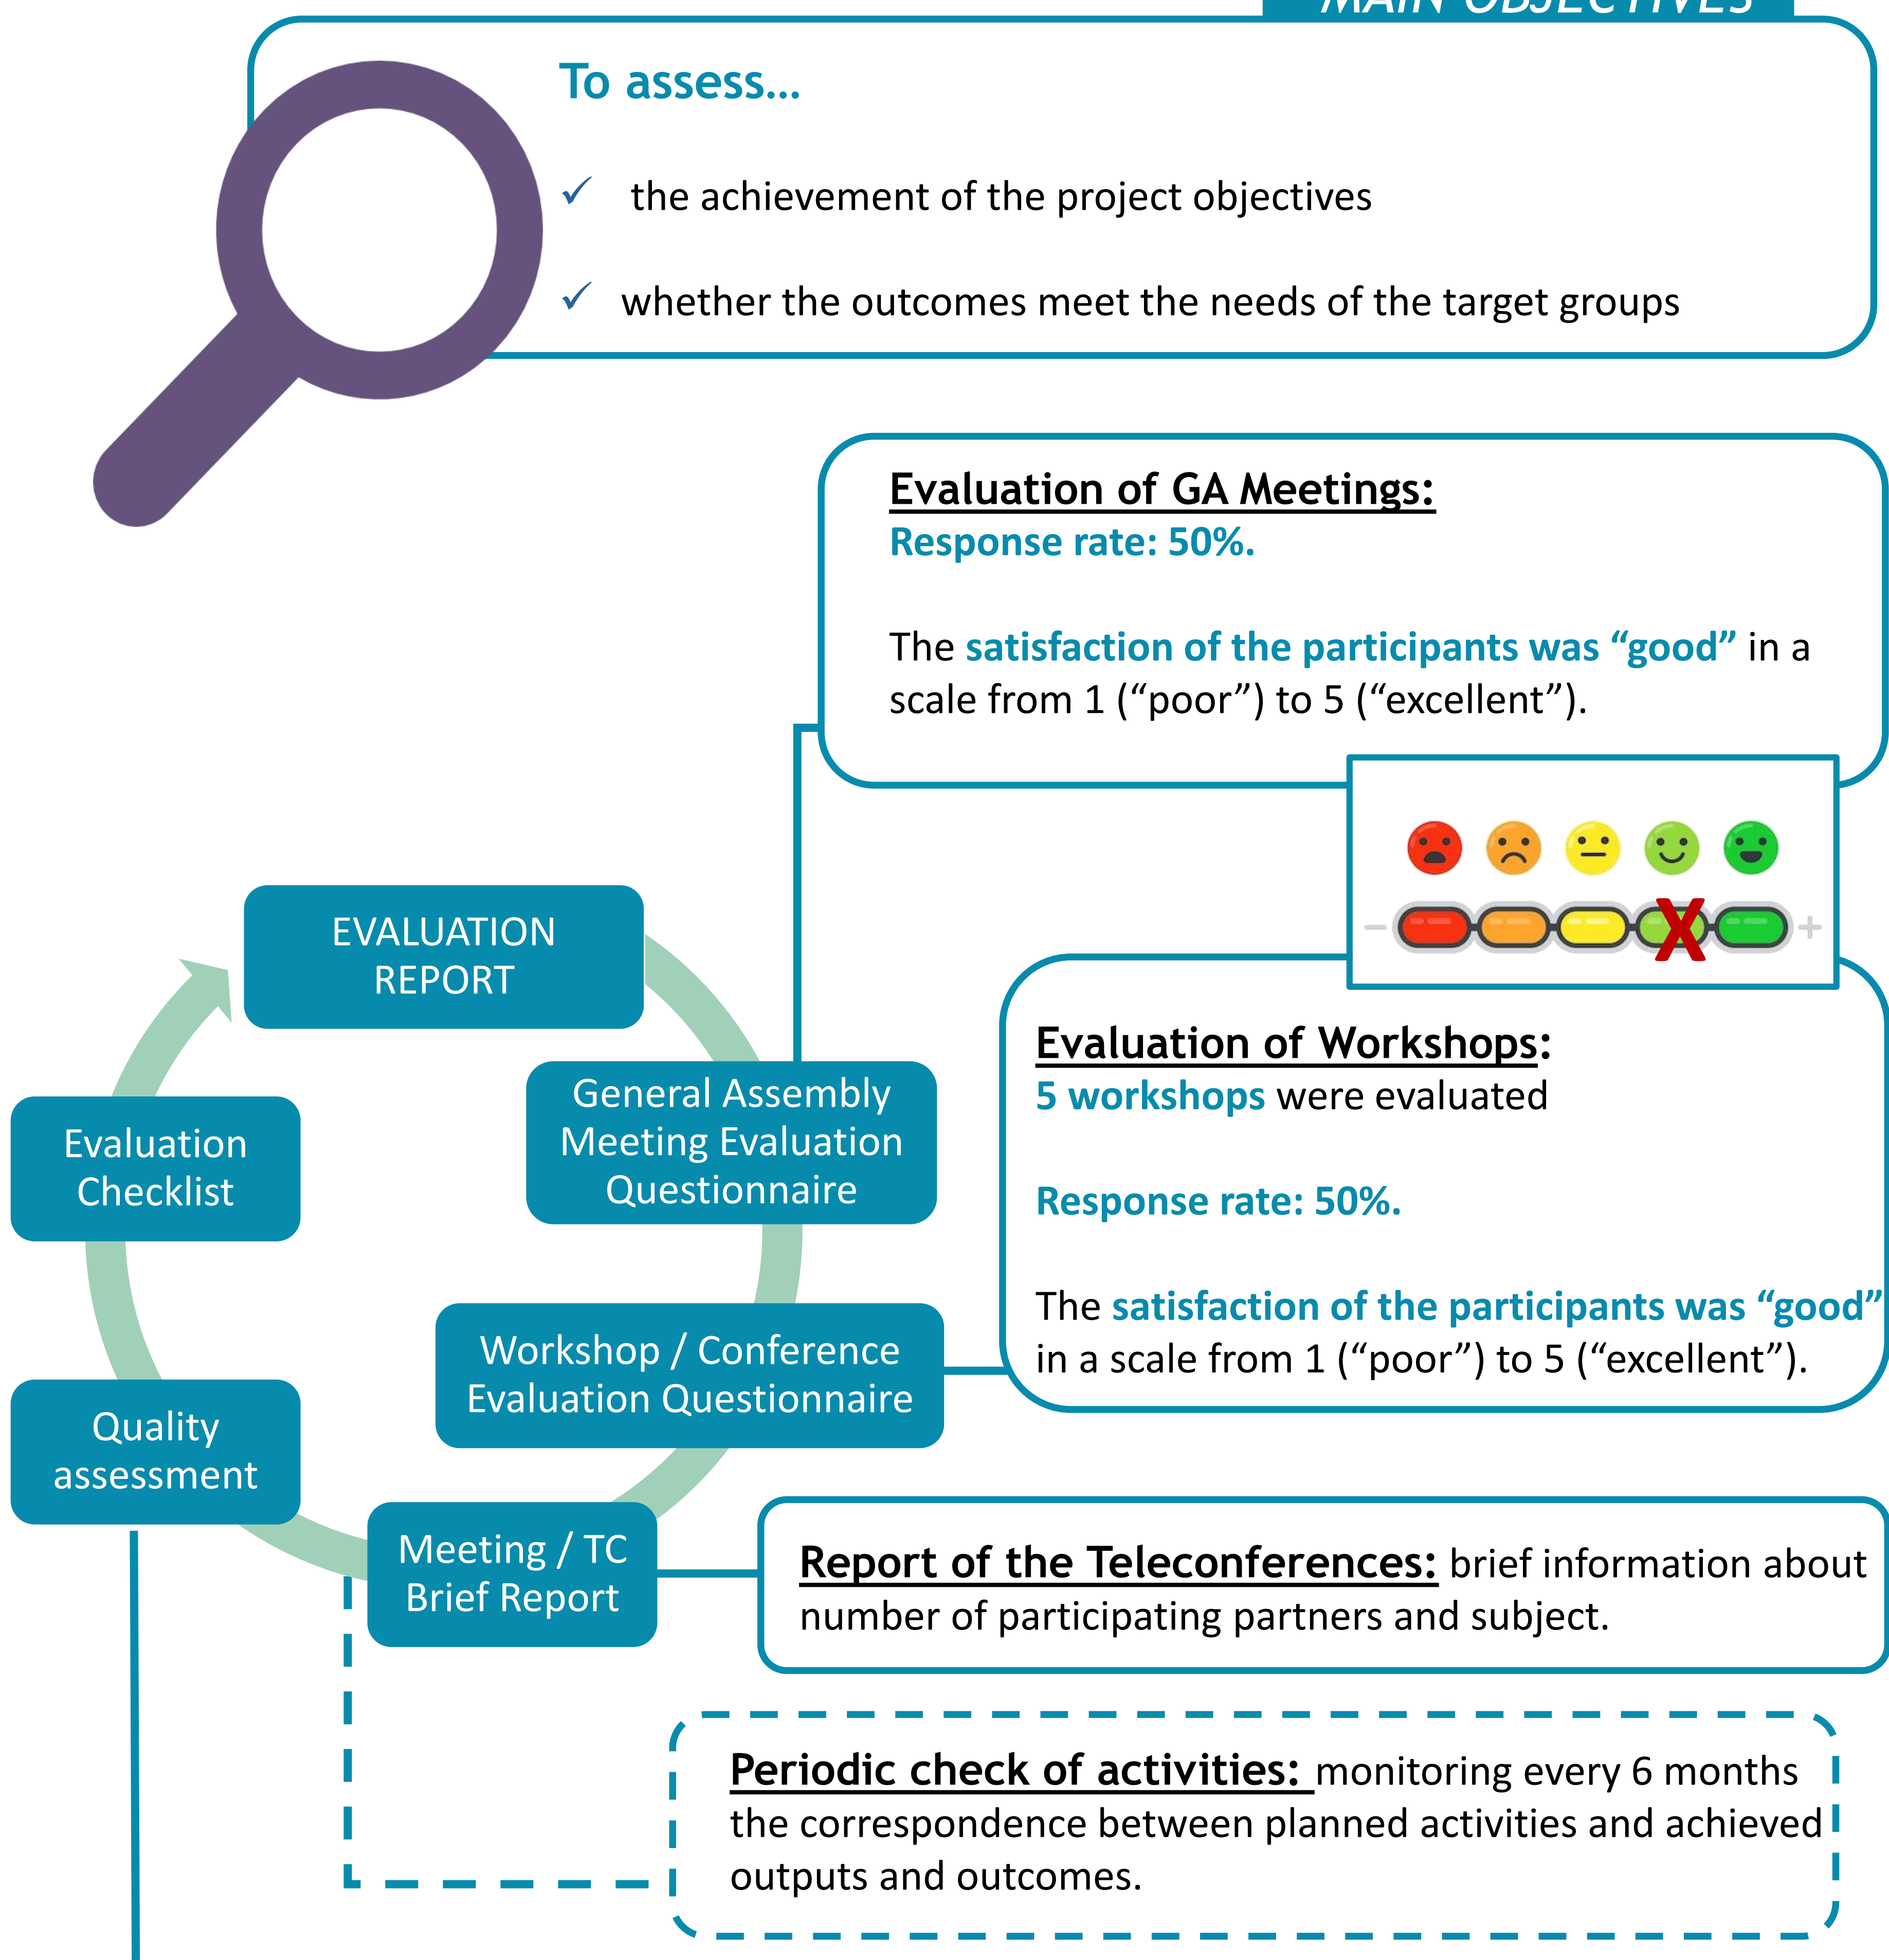 MAIN OBJECTIVES
To assess...
✓ the achievement of the project objectives
✓ whether the outcomes meet the needs of the target groups
Evaluation of GA Meetings:
Response rate: 50%.
The satisfaction of the participants was “good” in a
scale from 1 (“poor”) to 5 (“excellent”).
X
EVALUATION
REPORT
General Assembly
Meeting Evaluation
Questionnaire
Evaluation
Checklist
Evaluation of Workshops:
5 workshops were evaluated
Response rate: 50%.
The satisfaction of the participants was “good”
in a scale from 1 (“poor”) to 5 (“excellent”).
Workshop / Conference
Evaluation Questionnaire
Quality
assessment
Meeting / TC
Brief Report
Report of the Teleconferences: brief information about
number of participating partners and subject.
Periodic check of activities: monitoring every 6 months
the correspondence between planned activities and achieved
outputs and outcomes.